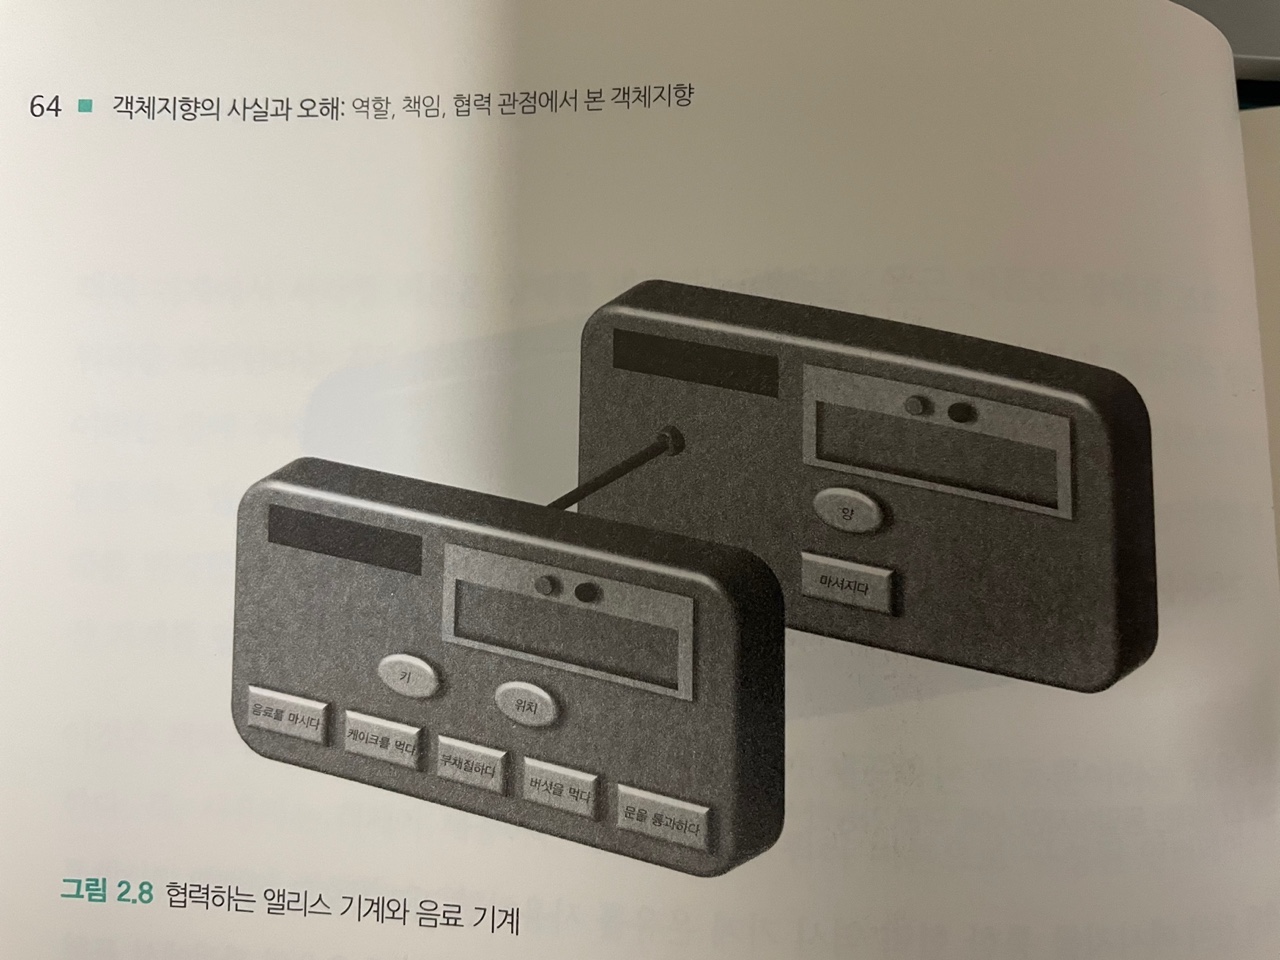 64 ■ 객체지향의 사실과 오해: 역할, 책임, 협력 관점에서 본 객체지향
양
마셔지다
키
위치
음료를 마시다
케이크를 먹다
부채질하다
버섯을 먹다
문을 통과하다
그림 2.8 협력하는 앨리스 기계와 음료 기계